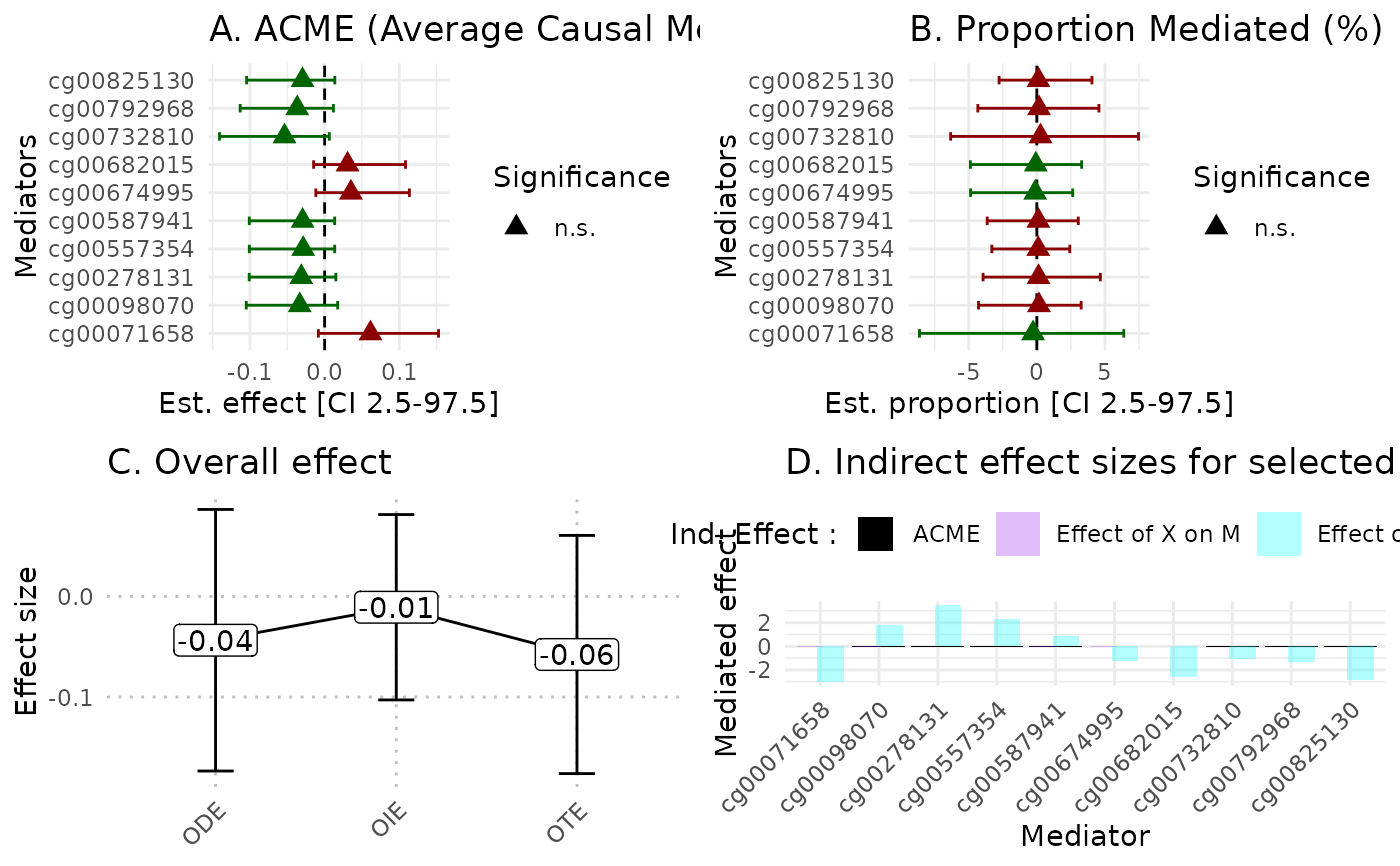 A. ACME (Average Causal Me
cg00825130
cg00792968
cg00732810
cg00682015
cg00674995
cg00587941
cg00557354
cg00278131
cg00098070
cg00071658
Mediators
-0.1 0.0 0.1
Est. effect [CI 2.5-97.5]
Significance
n.s.
B. Proportion Mediated (%)
cg00825130
cg00792968
cg00732810
cg00682015
cg00674995
cg00587941
cg00557354
cg00278131
cg00098070
cg00071658
Mediators
-5 0 5
Est. proportion [CI 2.5-97.5]
Significance
n.s.
C. Overall effect
Effect size
0.0
-0.1
-0.04
-0.01
-0.06
ODE
OIE
OTE
D. Indirect effect sizes for selected
Ind. Effect : ACME Effect of X on M Effect o
Mediated effect
2
0
-2
cg00071658
cg00098070
cg00278131
cg00557354
cg00587941
cg00674995
cg00682015
cg00732810
cg00792968
cg00825130
Mediator